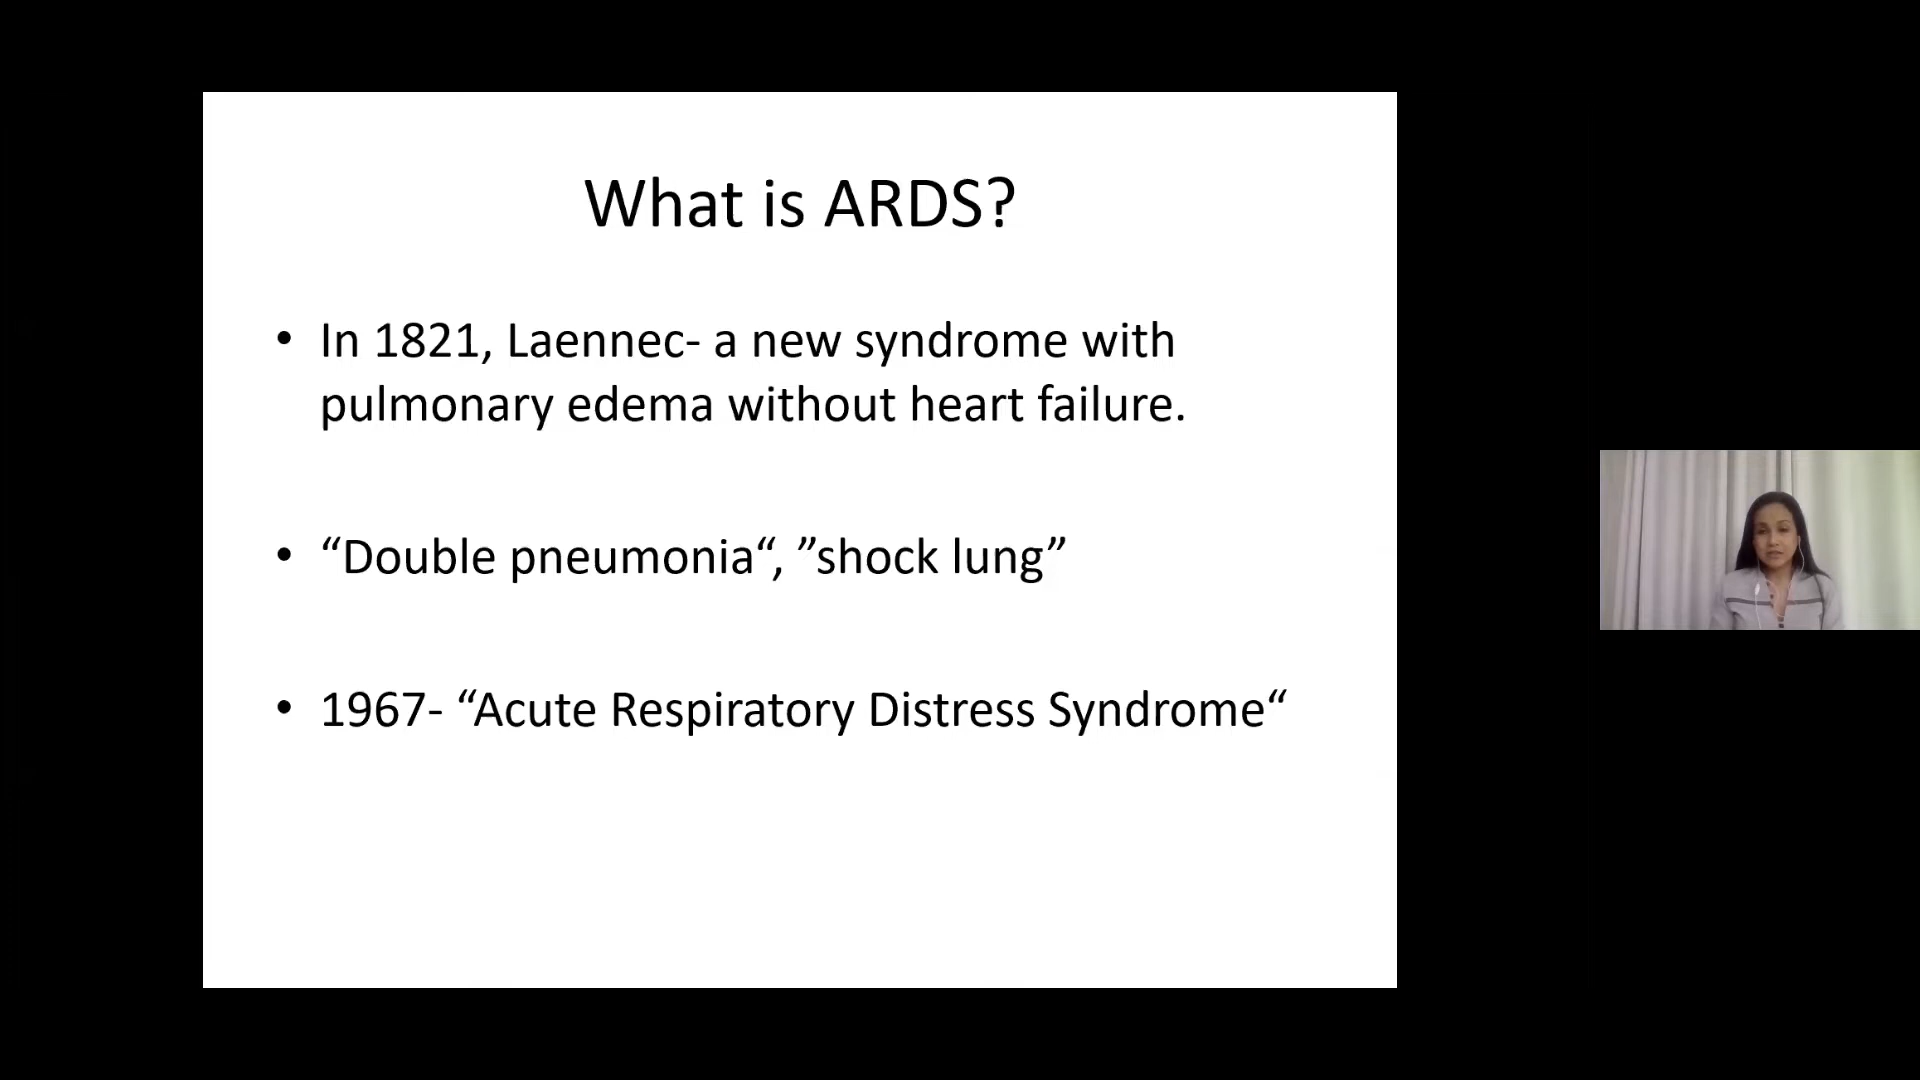 What is ARDS?
• In 1821, Laennec- a new syndrome with
pulmonary edema without heart failure.
• “Double pneumonia“, ”shock lung”
• 1967- “Acute Respiratory Distress Syndrome“